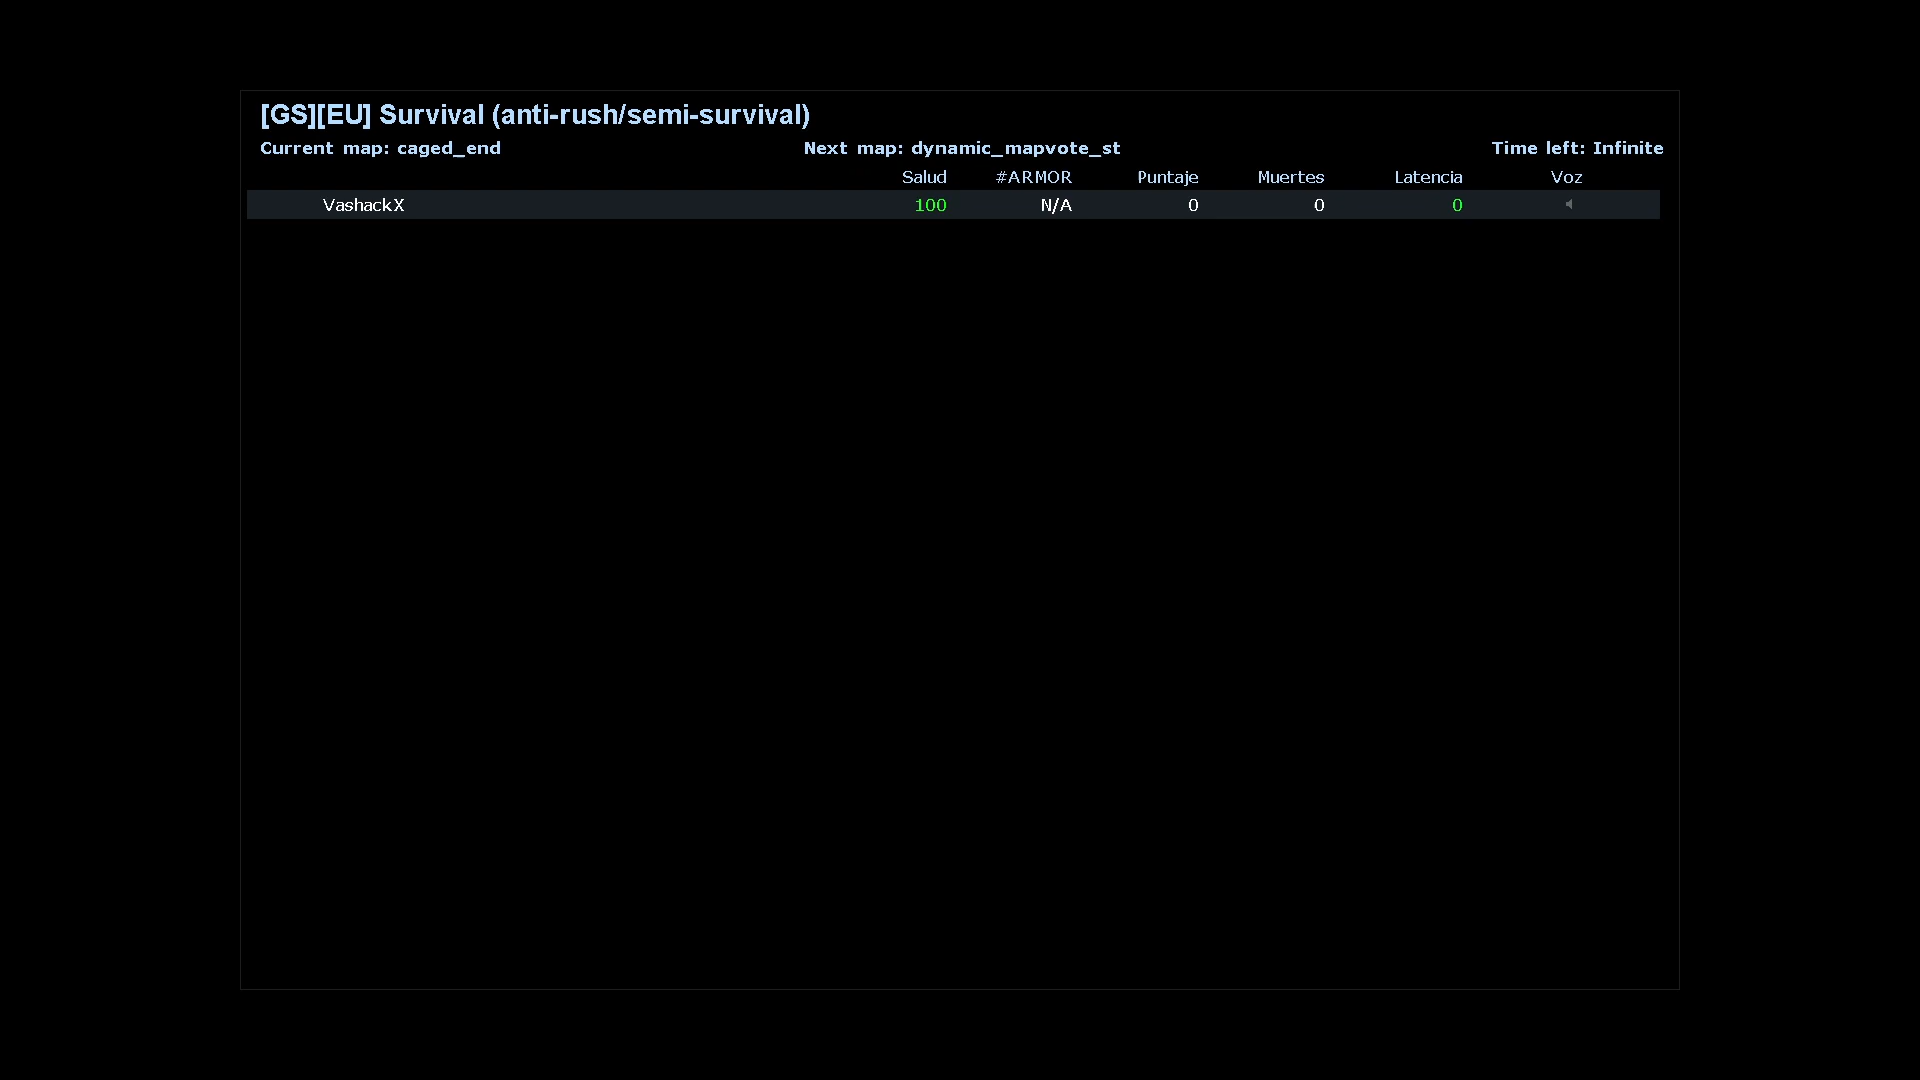 [GS][EU] Survival (anti-rush/semi-survival)
Current map: caged_end Next map: dynamic_mapvote_st Time left: Infinite
Salud #ARMOR Puntaje Muertes Latencia Voz
VashackX 100 N/A 0 0 0